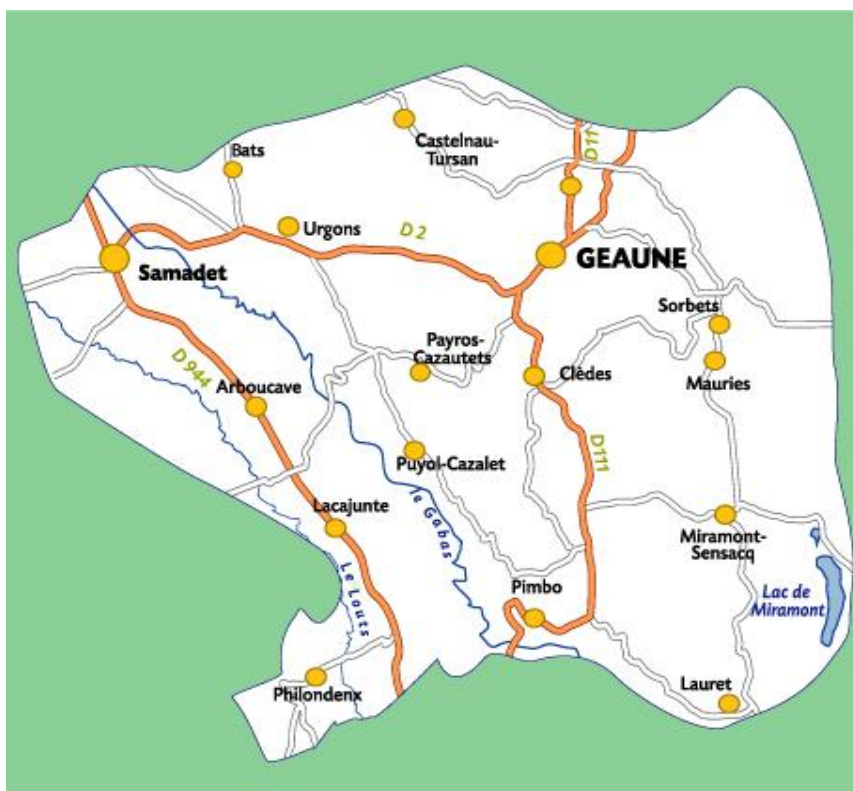 Castelnau-
Tursan
D11
Bats
Urgons
D 2
GEAUNE
Samadet
Sorbets
Payros-
Cazautets
Clèdes
Mauries
D 944
Arboucave
Puyol-Cazalet
D111
le Gabas
Lacajunte
Miramont-
Sensacq
Le Louts
Pimbo
Lac de
Miramont
Philondenx
Lauret